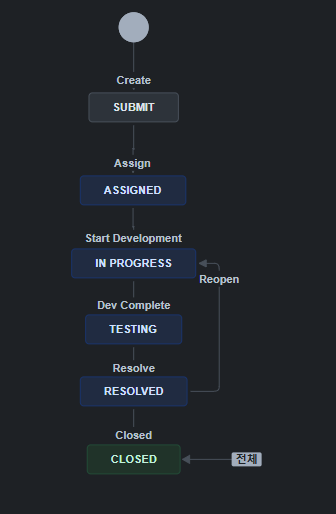 Create
SUBMIT
Assign
ASSIGNED
Start Development
IN PROGRESS
Reopen
Dev Complete
TESTING
Resolve
RESOLVED
Closed
CLOSED
전체